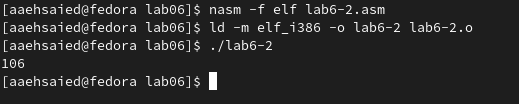 [aaehsaied@fedora lab06]$ nasm -f elf lab6-2.asm
[aaehsaied@fedora lab06]$ ld -m elf_i386 -o lab6-2 lab6-2.o
[aaehsaied@fedora lab06]$ ./lab6-2
106
[aaehsaied@fedora lab06]$